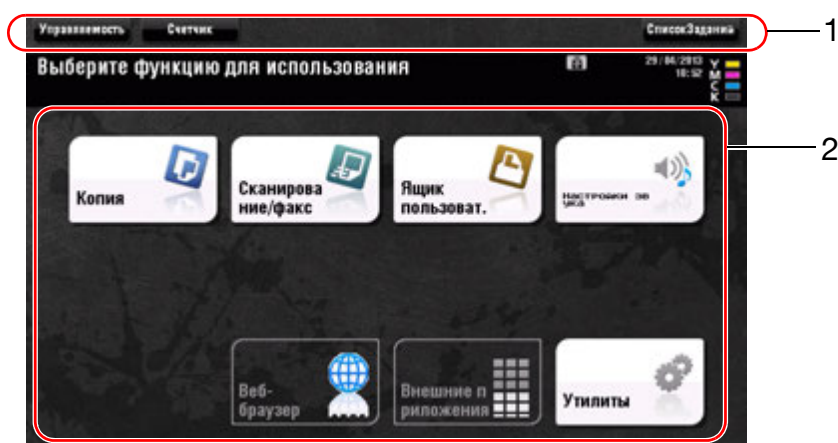 Управляемость Счетчик СписокЗаданий 1
Выберите функцию для использования 29/04/2013 Y
10:52 M
C
K
2
Копия
Сканирова
ние/факс
Ящик
пользоват.
Настройки зв
ука
Веб-
браузер
Внешние п
риложения
Утилиты